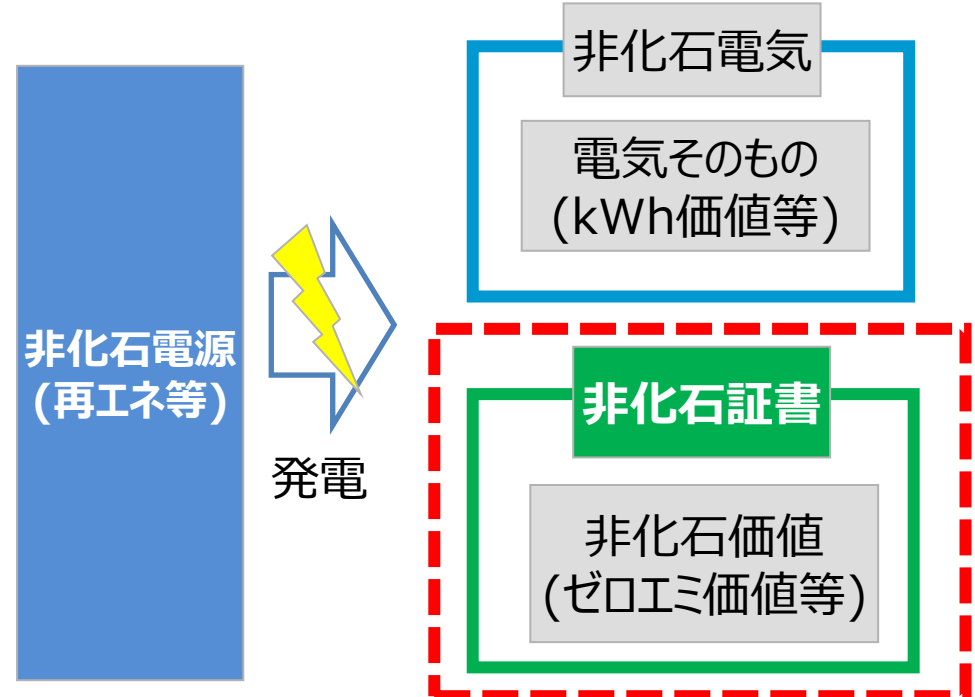 非化石電源
(再エネ等)
発電
非化石電気
電気そのもの
(kWh価値等)
非化石証書
非化石価値
(ゼロエミ価値等)